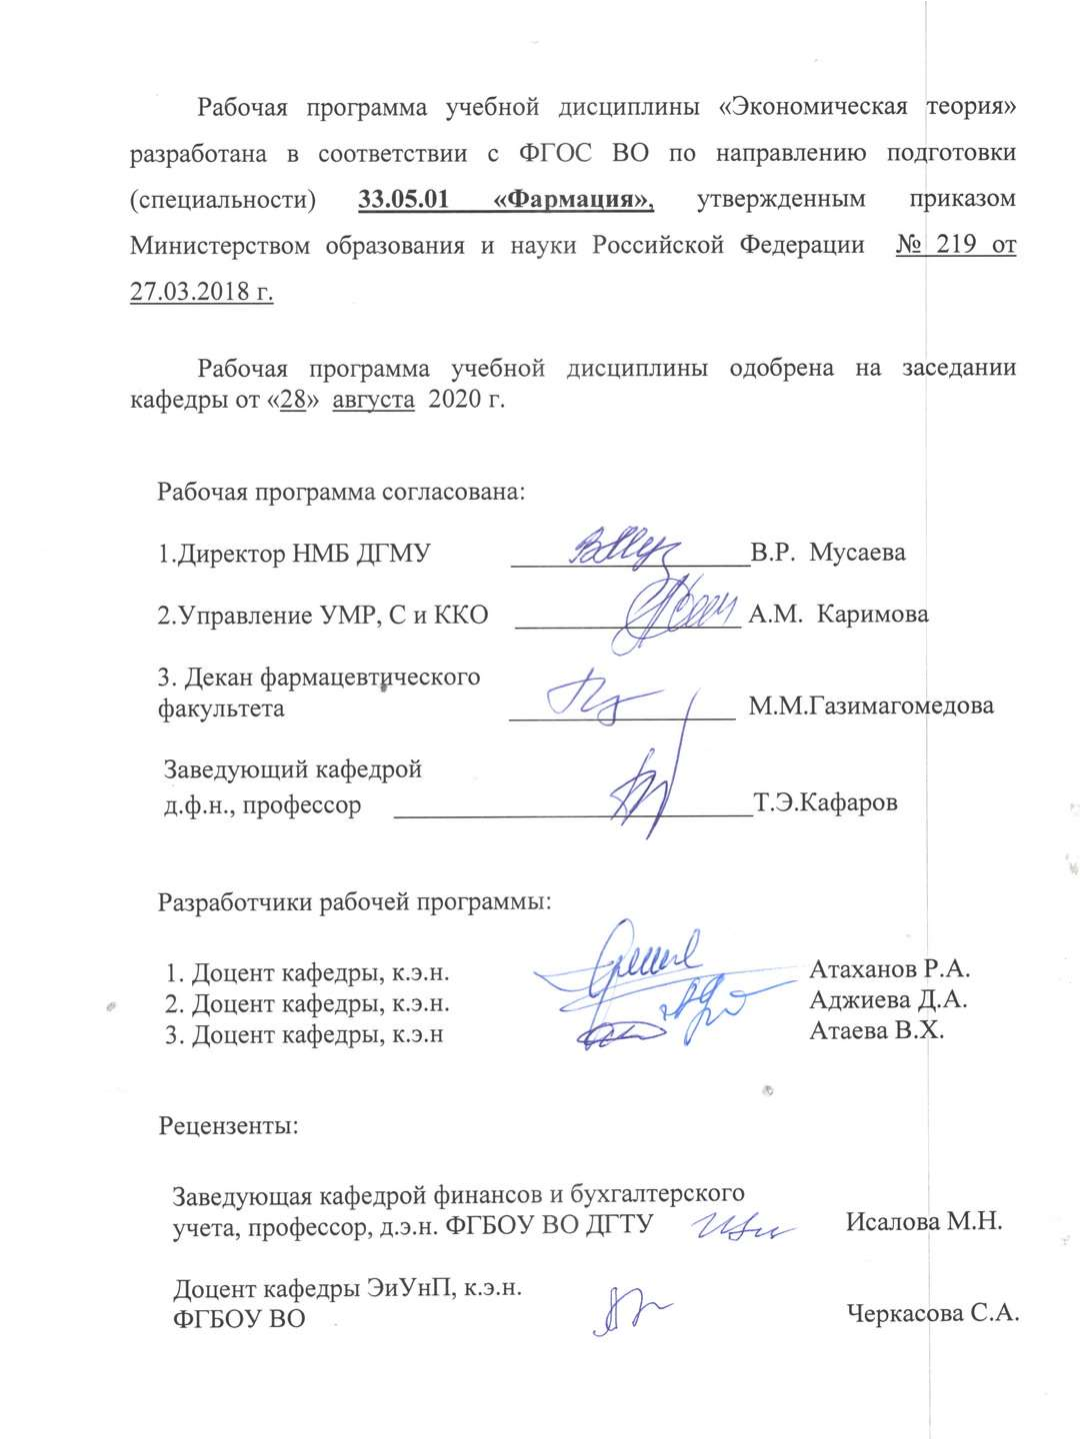 Рабочая программа учебной дисциплины «Экономическая теория»
разработана в соответствии с ФГОС ВО по направлению подготовки
(специальности) 33.05.01 «Фармация», утвержденным приказом
Министерством образования и науки Российской Федерации № 219 от
27.03.2018 г.
Рабочая программа учебной дисциплины одобрена на заседании
кафедры от «28» августа 2020 г.
Рабочая программа согласована:
1.Директор НМБ ДГМУ В.Р. Мусаева
2.Управление УМР, С и ККО А.М. Каримова
3. Декан фармацевтического
факультета М.М.Газимагомедова
Заведующий кафедрой
д.ф.н., профессор Т.Э.Кафаров
Разработчики рабочей программы:
1. Доцент кафедры, к.э.н. Атаханов Р.А.
2. Доцент кафедры, к.э.н. Аджиева Д.А.
3. Доцент кафедры, к.э.н Атаева В.Х.
Рецензенты:
Заведующая кафедрой финансов и бухгалтерского
учета, профессор, д.э.н. ФГБОУ ВО ДГТУ Исалова М.Н.
Доцент кафедры ЭиУнП, к.э.н.
ФГБОУ ВО Черкасова С.А.